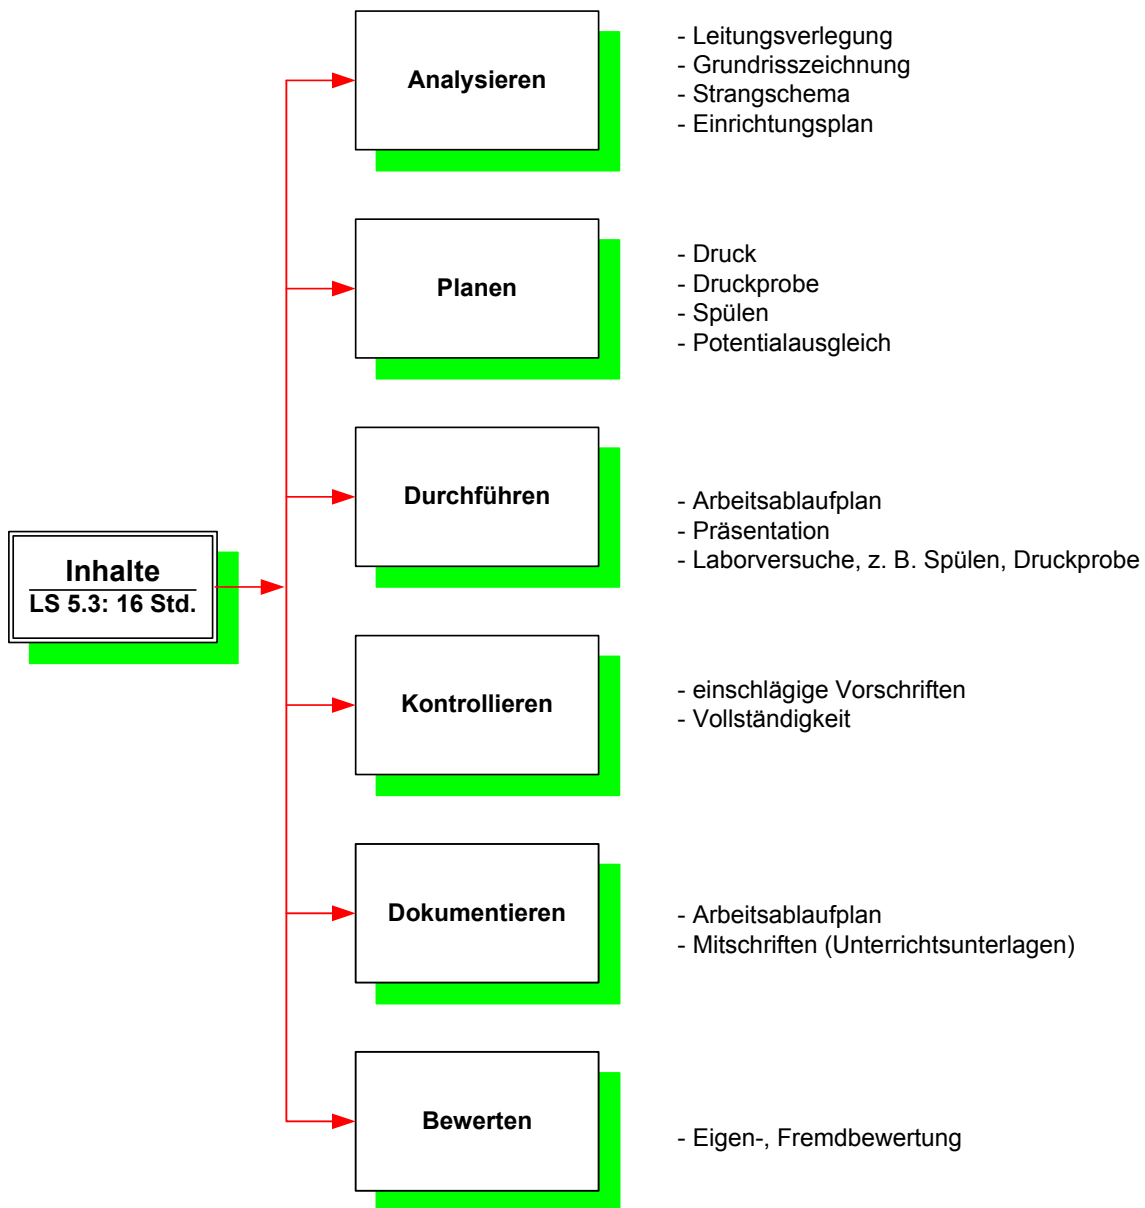 Analysieren
- Leitungsverlegung
- Grundrisszeichnung
- Strangschema
- Einrichtungsplan
Planen
- Druck
- Druckprobe
- Spülen
- Potentialausgleich
Durchführen
- Arbeitsablaufplan
- Präsentation
- Laborversuche, z. B. Spülen, Druckprobe
Inhalte
LS 5.3: 16 Std.
Kontrollieren
- einschlägige Vorschriften
- Vollständigkeit
Dokumentieren
- Arbeitsablaufplan
- Mitschriften (Unterrichtsunterlagen)
Bewerten
- Eigen-, Fremdbewertung